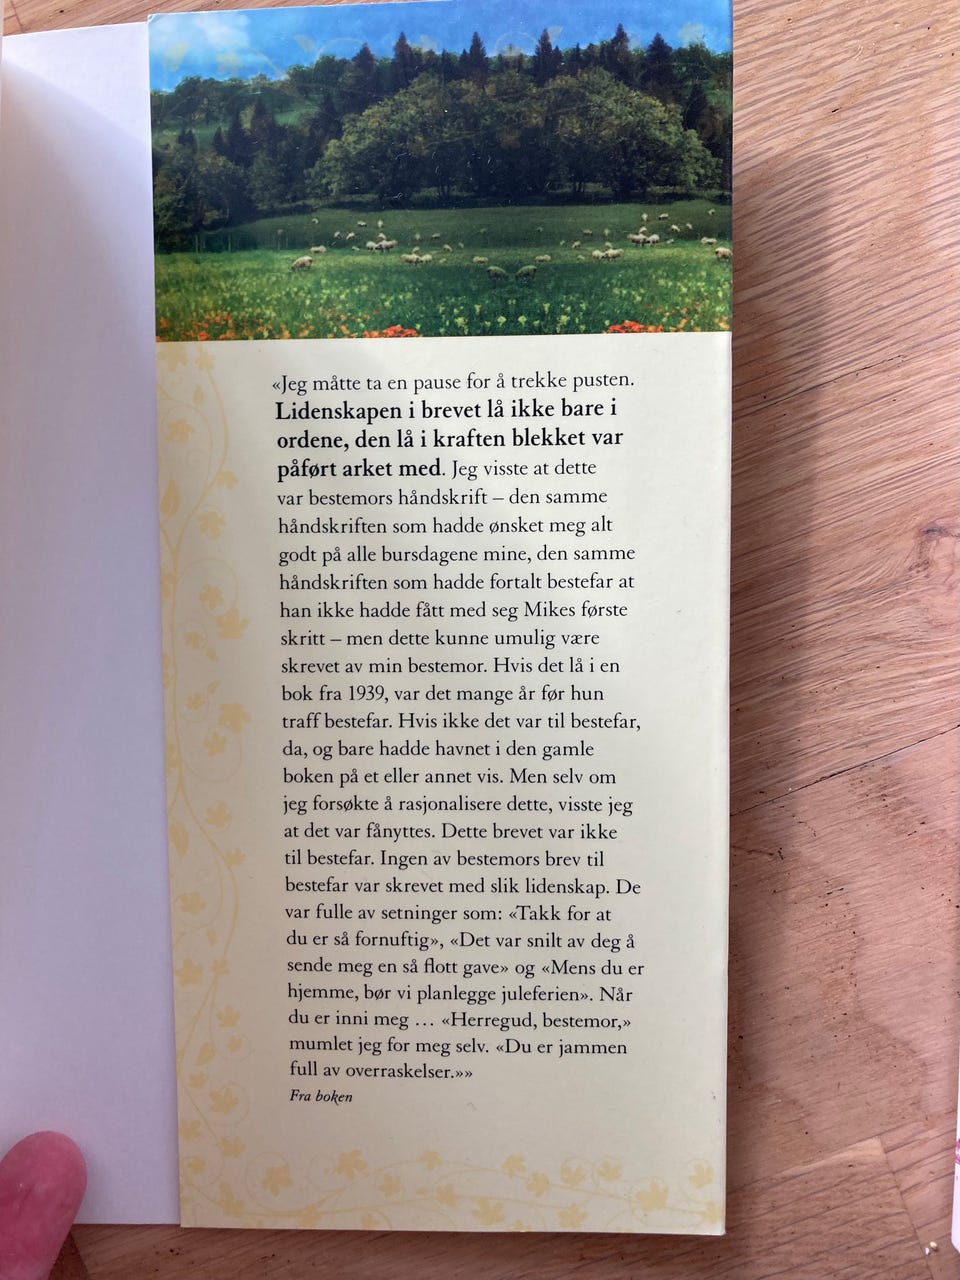 «Jeg måtte ta en pause for å trekke pusten.
Lidenskapen i brevet lå ikke bare i
ordene, den lå i kraften blekket var
påført arket med. Jeg visste at dette
var bestemors håndskrift – den samme
håndskriften som hadde ønsket meg alt
godt på alle bursdagene mine, den samme
håndskriften som hadde fortalt bestefar at
han ikke hadde fått med seg Mikes første
skritt – men dette kunne umulig være
skrevet av min bestemor. Hvis det lå i en
bok fra 1939, var det mange år før hun
traff bestefar. Hvis ikke det var til bestefar,
da, og bare hadde havnet i den gamle
boken på et eller annet vis. Men selv om
jeg forsøkte å rasjonalisere dette, visste jeg
at det var fånyttes. Dette brevet var ikke
til bestefar. Ingen av bestemors brev til
bestefar var skrevet med slik lidenskap. De
var fulle av setninger som: «Takk for at
du er så fornuftig», «Det var snilt av deg å
sende meg en så flott gave» og «Mens du er
hjemme, bør vi planlegge juleferien». Når
du er inni meg … «Herregud, bestemor,»
mumlet jeg for meg selv. «Du er jammen
full av overraskelser.»»
Fra boken